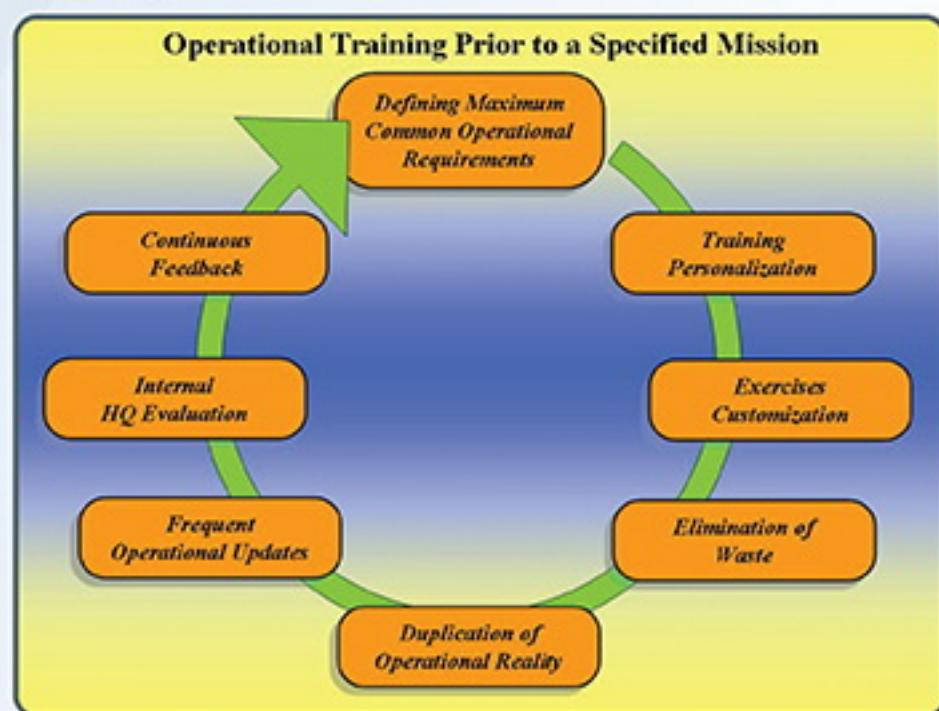 Operational Training Prior to a Specified Mission
Defining Maximum
Common Operational
Requirements
Training
Personalization
Exercises
Customization
Elimination of
Waste
Duplication of
Operational Reality
Frequent
Operational Updates
Internal
HQ Evaluation
Continuous
Feedback